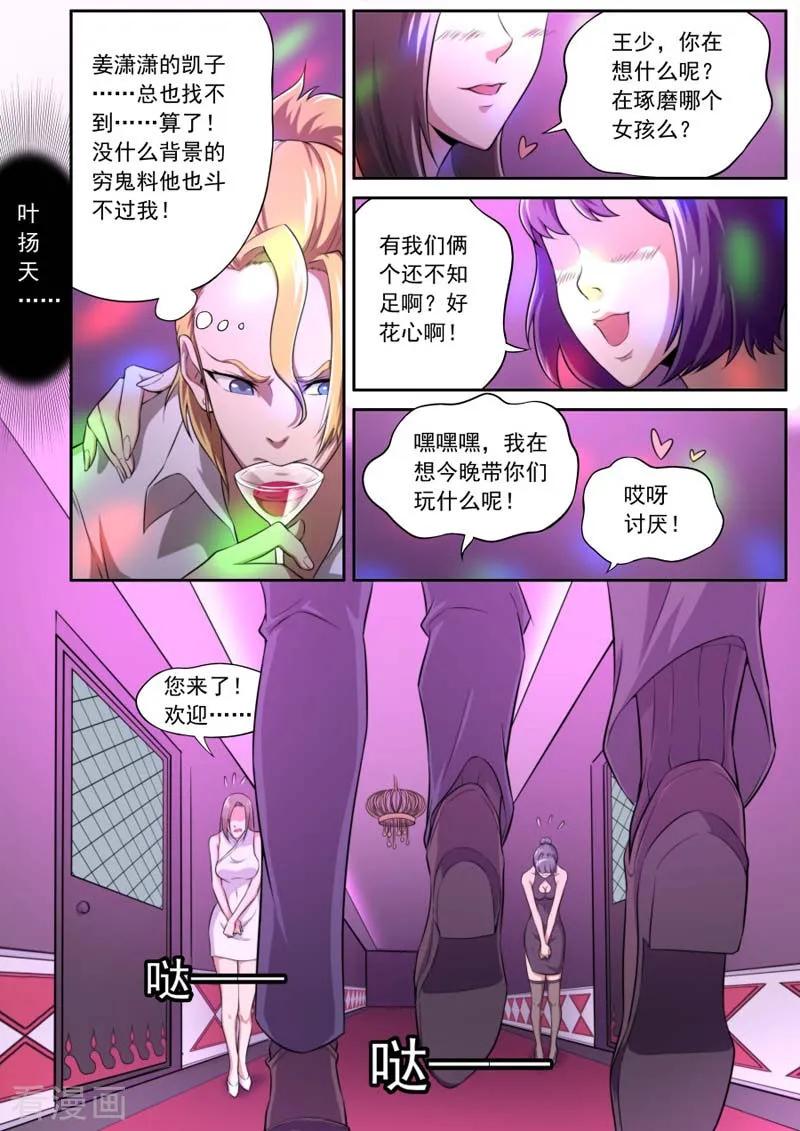 叶扬天
……
姜潇潇的凯子
……总也找不
到……算了！
没什么背景的
穷鬼料他也斗
不过我！
王少，你在
想什么呢？
在琢磨哪个
女孩么？
有我们俩
个还不知
足啊？好
花心啊！
嘿嘿嘿，我在
想今晚带你们
玩什么呢！
哎呀
讨厌！
您来了！
欢迎……
哒——
哒——
看漫画